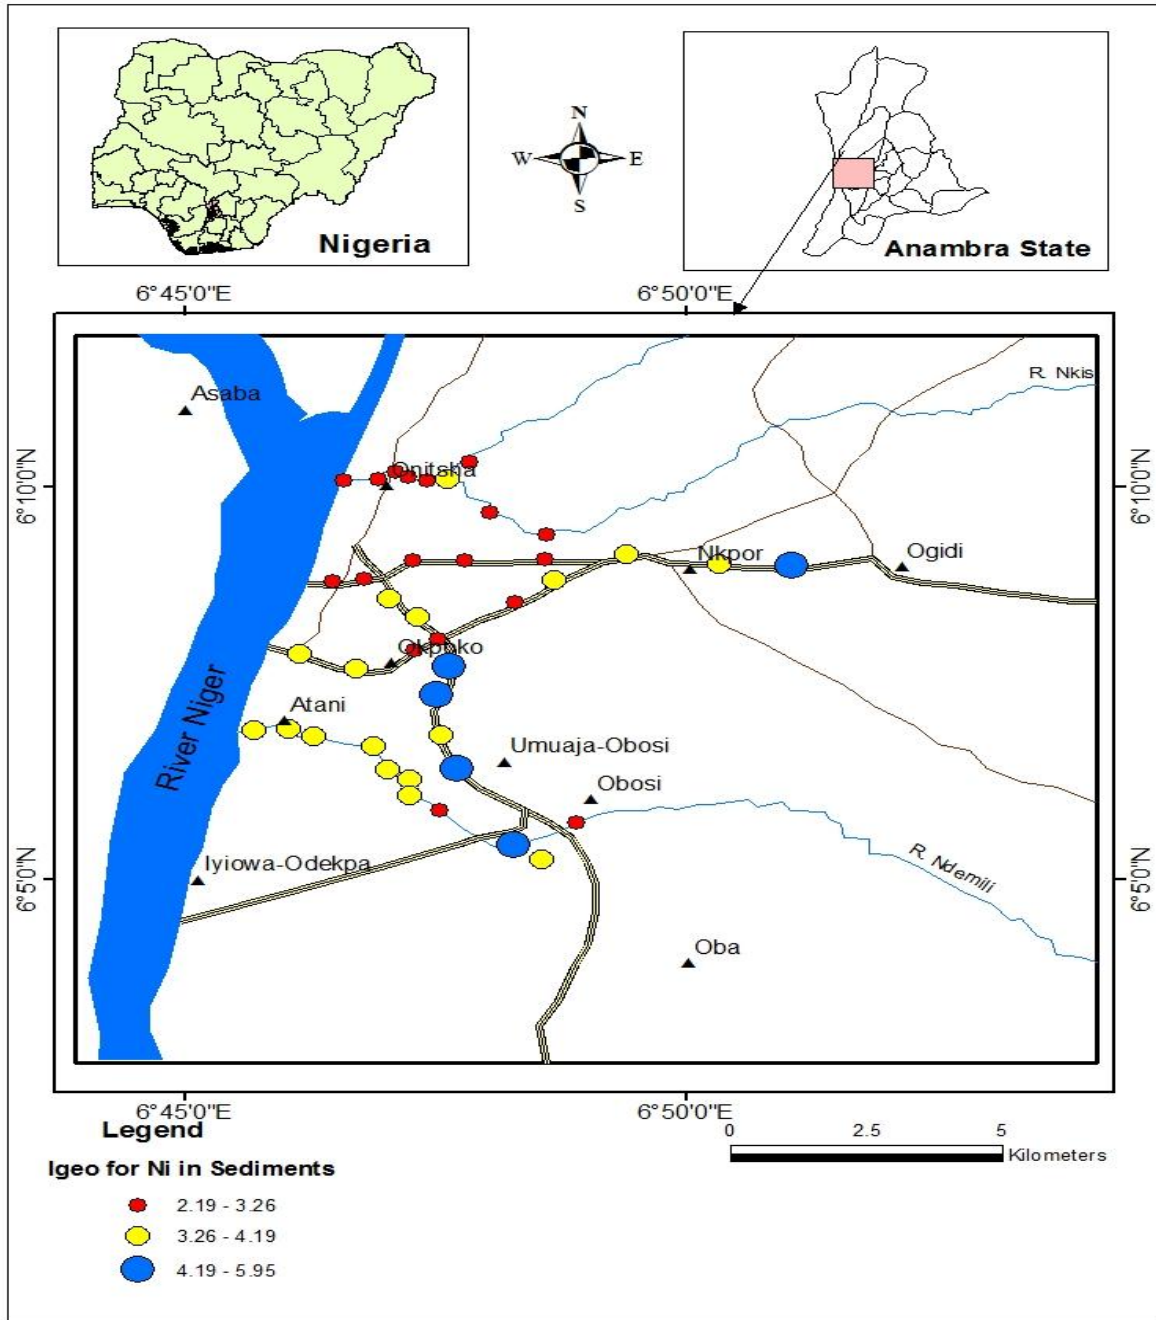 Nigeria
N
W
E
S
Anambra State
6°45'0"E
6°50'0"E
Asaba
R. Nkis
Onitsha
6°10'0"N
6°10'0"N
Nkpor
Ogidi
Okpoko
River Niger
Atani
Umuaja-Obosi
Obosi
Iyiowa-Odekpa
R. Ndemili
6°5'0"N
6°5'0"N
Oba
6°45'0"E
6°50'0"E
Legend
0
2.5
5
Kilometers
Igeo for Ni in Sediments
2.19 - 3.26
3.26 - 4.19
4.19 - 5.95